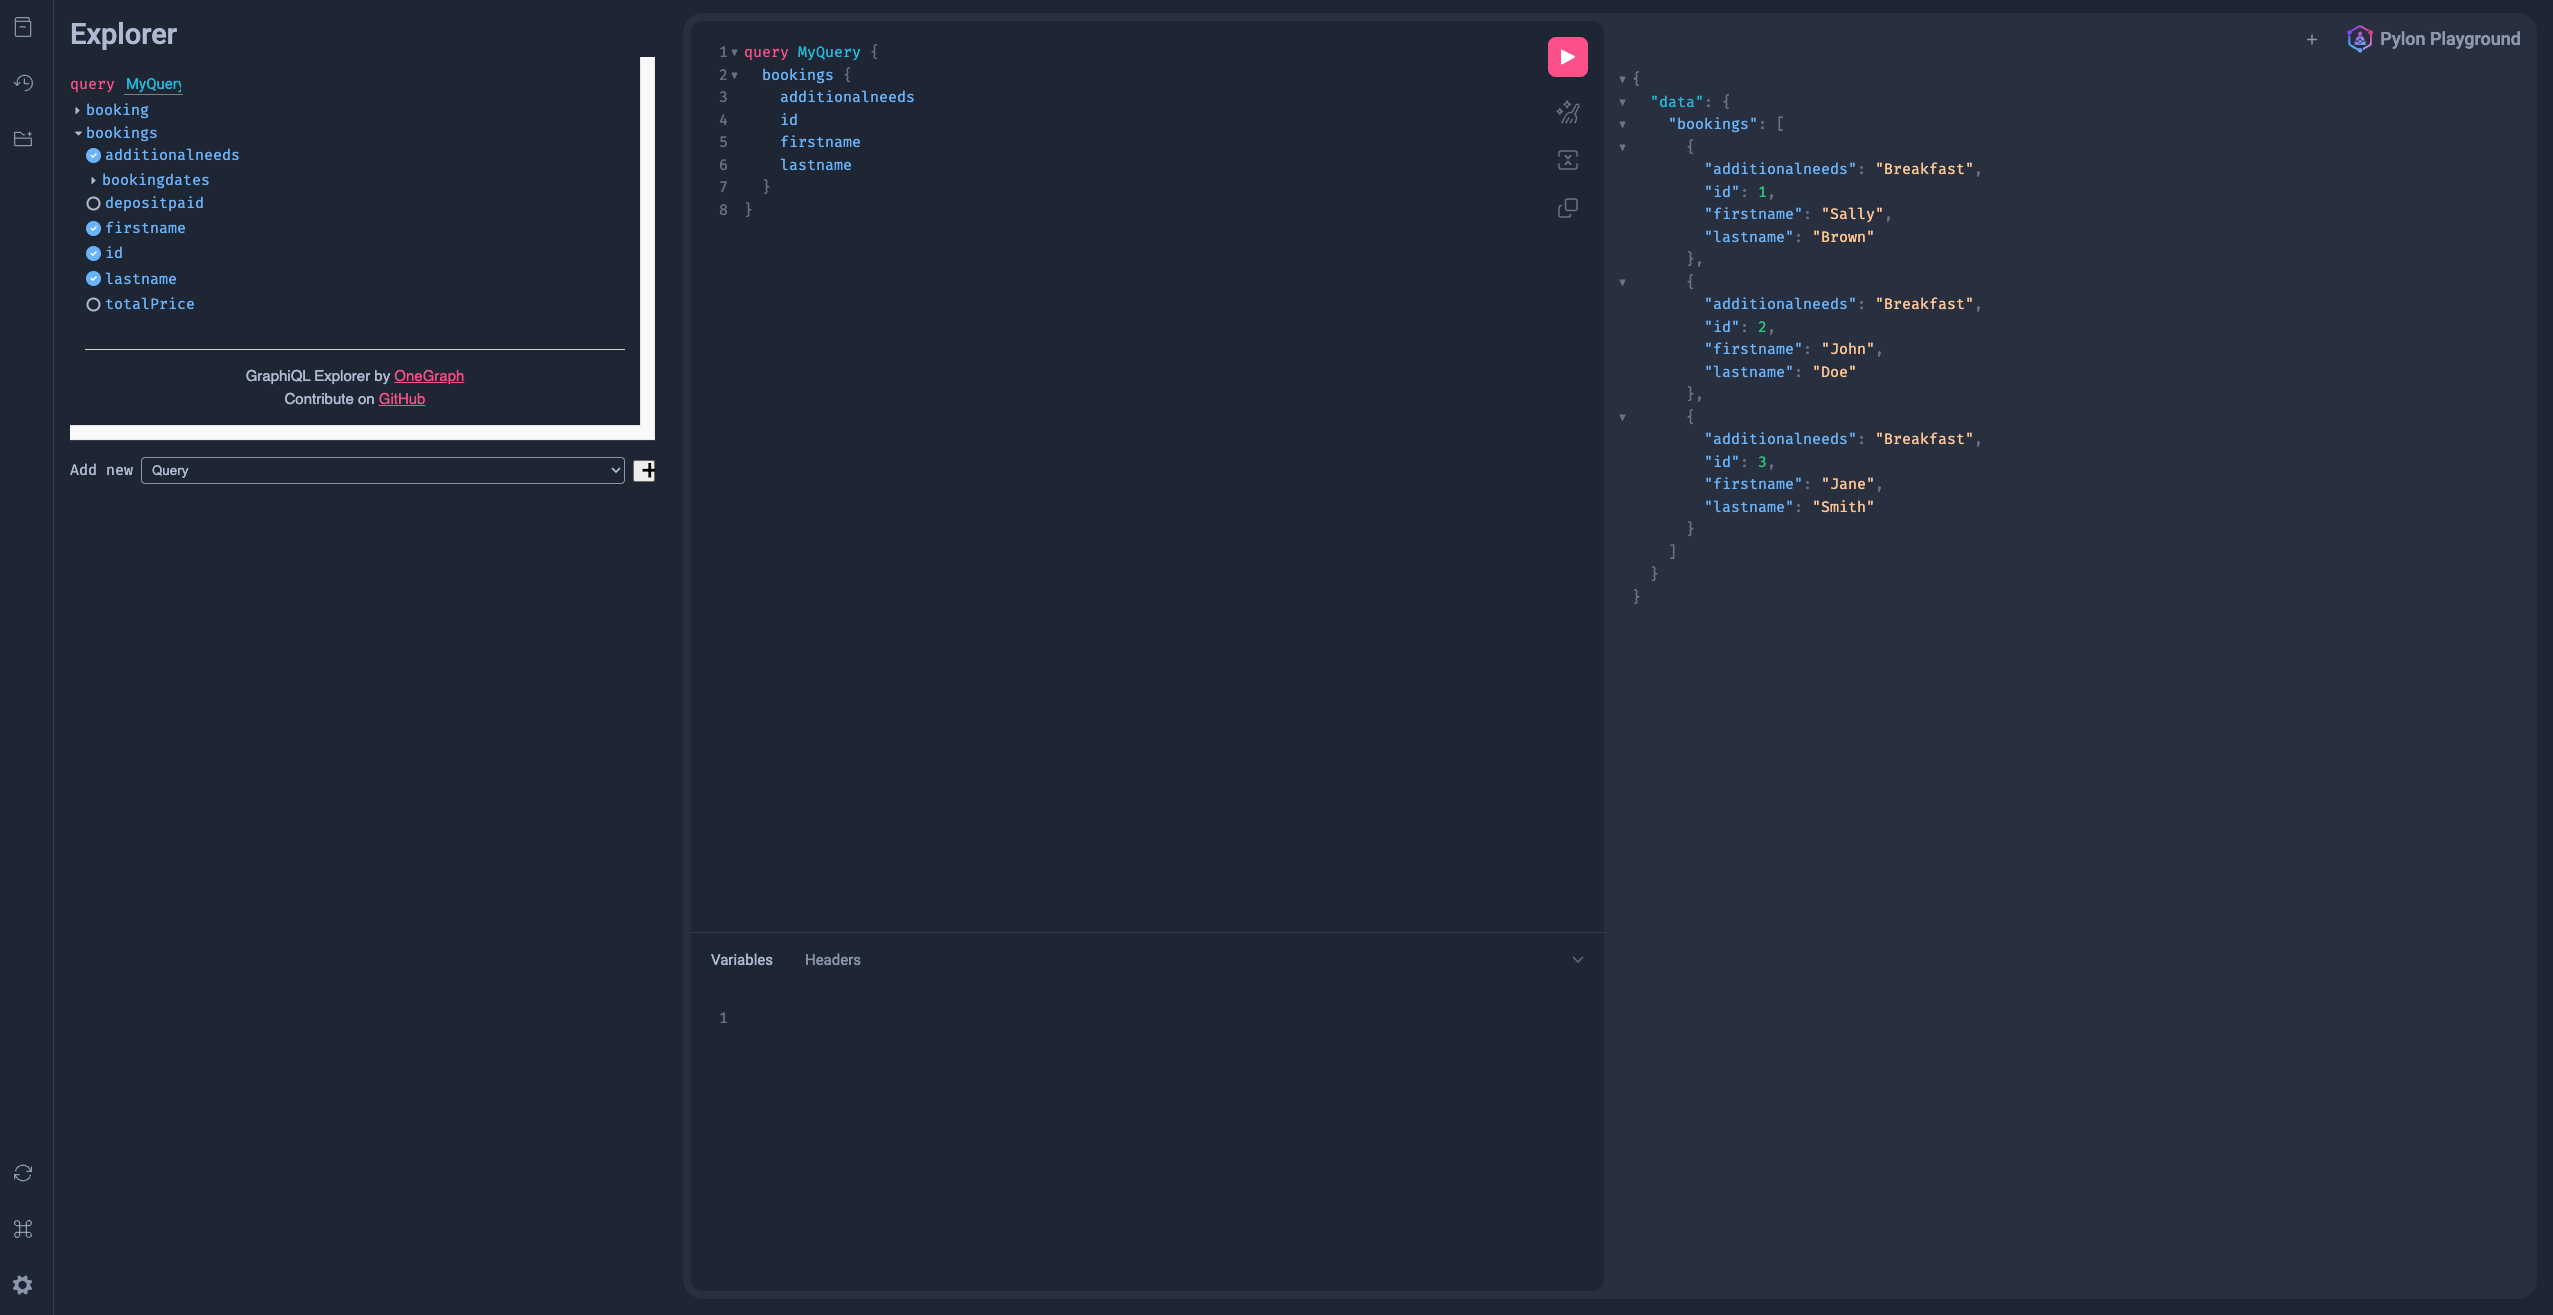 Explorer
query MyQuery
booking
bookings
additionalneeds
bookingdates
depositpaid
firstname
id
lastname
totalPrice
GraphiQL Explorer by OneGraph
Contribute on GitHub
Add new Query +
1 query MyQuery {
2 bookings {
3 additionalneeds
4 id
5 firstname
6 lastname
7 }
8 }
Variables Headers
1
+ Pylon Playground
{
"data": {
"bookings": [
{
"additionalneeds": "Breakfast",
"id": 1,
"firstname": "Sally",
"lastname": "Brown"
},
{
"additionalneeds": "Breakfast",
"id": 2,
"firstname": "John",
"lastname": "Doe"
},
{
"additionalneeds": "Breakfast",
"id": 3,
"firstname": "Jane",
"lastname": "Smith"
}
]
}
}